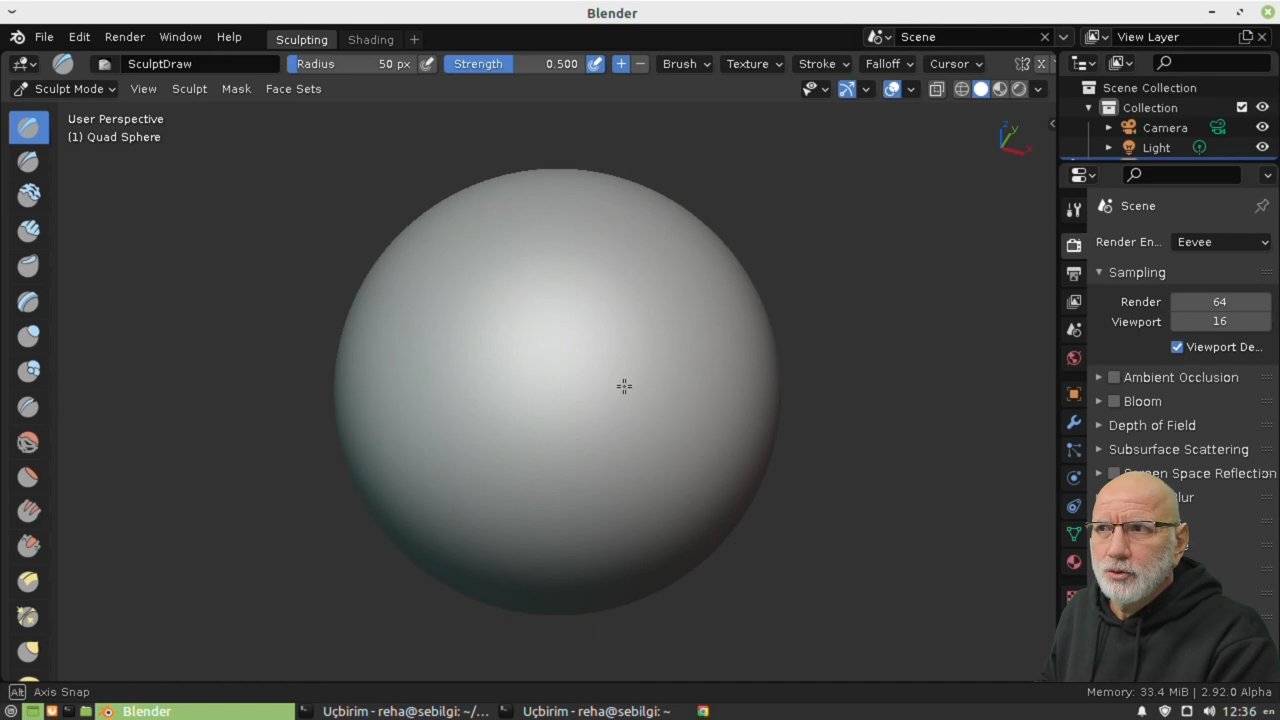 Blender
File Edit Render Window Help
Sculpting Shading +
Scene
View Layer
SculptDraw
Radius 50 px
Strength 0.500
Brush
Texture
Stroke
Falloff
Cursor
X
Sculpt Mode
View Sculpt Mask Face Sets
User Perspective
(1) Quad Sphere
Z
Y
X
Scene Collection
Collection
Camera
Light
Scene
Render En... Eevee
Sampling
Render 64
Viewport 16
Viewport De...
Ambient Occlusion
Bloom
Depth of Field
Subsurface Scattering
Screen Space Reflection
Blur
Alt Axis Snap
Memory: 33.4 MiB | 2.92.0 Alpha
Blender
Uçbirim - reha@sebilgi: ~/...
Uçbirim - reha@sebilgi: ~
12:36 en